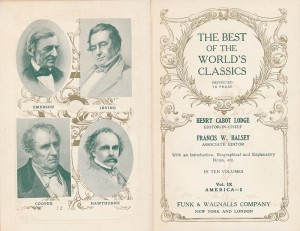 EMERSON
IRVING
COOPER
HAWTHORNE
THE BEST
OF THE
WORLD'S
CLASSICS
RESTRICTED
TO PROSE
HENRY CABOT LODGE
EDITOR-IN-CHIEF
FRANCIS W. HALSEY
ASSOCIATE EDITOR
With an Introduction, Biographical and Explanatory
Notes, etc.
IN TEN VOLUMES
Vol. IX
AMERICA—I
FUNK & WAGNALLS COMPANY
NEW YORK AND LONDON